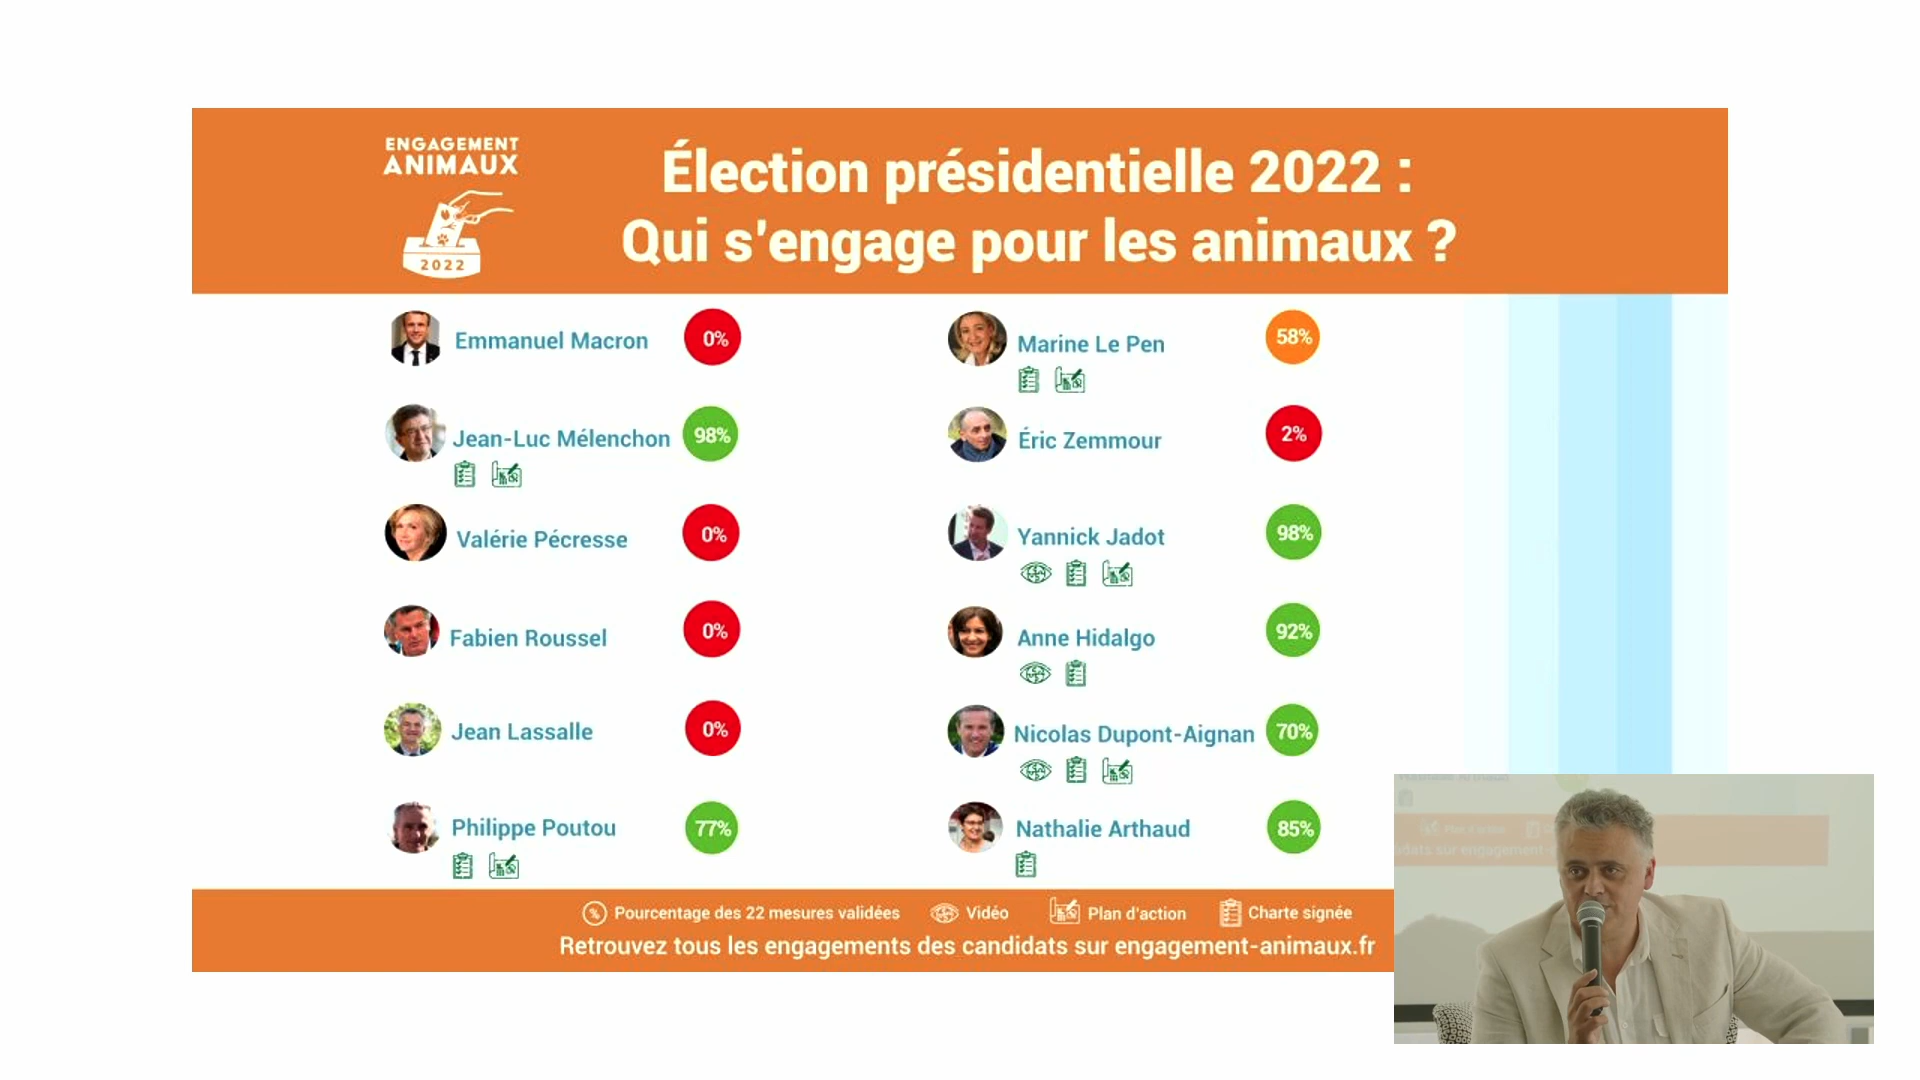 ENGAGEMENT
ANIMAUX
2022
Élection présidentielle 2022 :
Qui s'engage pour les animaux ?
Emmanuel Macron 0%
Marine Le Pen 58%
Jean-Luc Mélenchon 98%
Éric Zemmour 2%
Valérie Pécresse 0%
Yannick Jadot 98%
Fabien Roussel 0%
Anne Hidalgo 92%
Jean Lassalle 0%
Nicolas Dupont-Aignan 70%
Philippe Poutou 77%
Nathalie Arthaud 85%
% Pourcentage des 22 mesures validées Vidéo Plan d'action Charte signée
Retrouvez tous les engagements des candidats sur engagement-animaux.fr